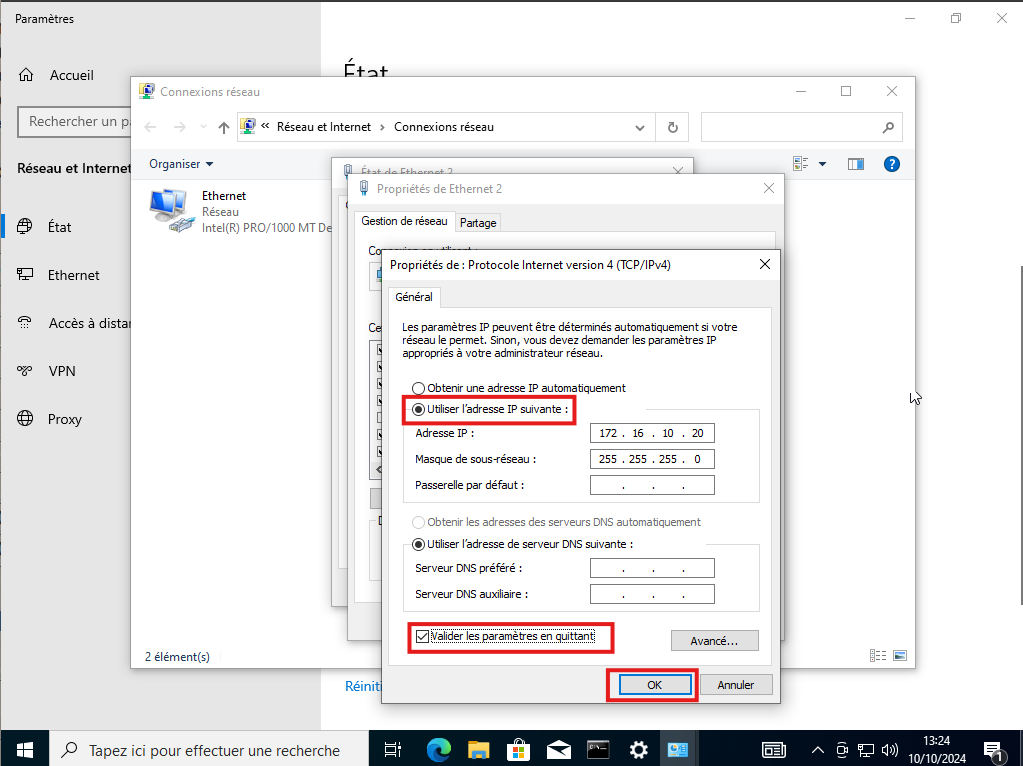 Paramètres
Accueil
État
Réseau et Internet
État
Ethernet
VPN
Proxy
Connexions réseau
« Réseau et Internet › Connexions réseau
Organiser
Ethernet
Réseau
Intel(R) PRO/1000 MT
2 élément(s)
État de Ethernet 2
Propriétés de Ethernet 2
Gestion de réseau
Partage
Propriétés de : Protocole Internet version 4 (TCP/IPv4)
Général
Les paramètres IP peuvent être déterminés automatiquement si votre
réseau le permet. Sinon, vous devez demander les paramètres IP
appropriés à votre administrateur réseau.
Obtenir une adresse IP automatiquement
Utiliser l'adresse IP suivante :
Adresse IP :
172 . 16 . 10 . 20
Masque de sous-réseau :
255 . 255 . 255 . 0
Passerelle par défaut :
. . .
Obtenir les adresses des serveurs DNS automatiquement
Utiliser l'adresse de serveur DNS suivante :
Serveur DNS préféré :
. . .
Serveur DNS auxiliaire :
. . .
Valider les paramètres en quittant
Avancé...
OK
Annuler
Tapez ici pour effectuer une recherche
13:24
10/10/2024
1